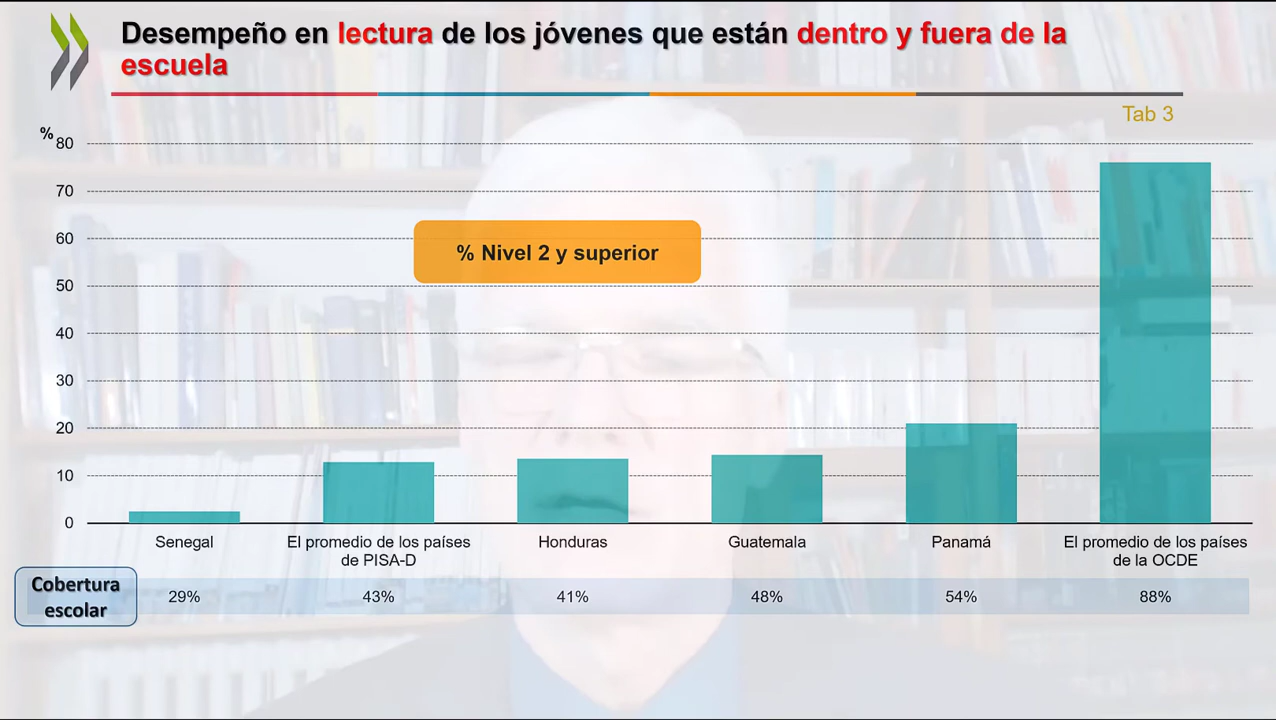 Desempeño en lectura de los jóvenes que están dentro y fuera de la
escuela
Tab 3
%
80
70
60
% Nivel 2 y superior
50
40
30
20
10
0
Senegal
El promedio de los países
de PISA-D
Honduras
Guatemala
Panamá
El promedio de los países
de la OCDE
Cobertura
escolar
29%
43%
41%
48%
54%
88%